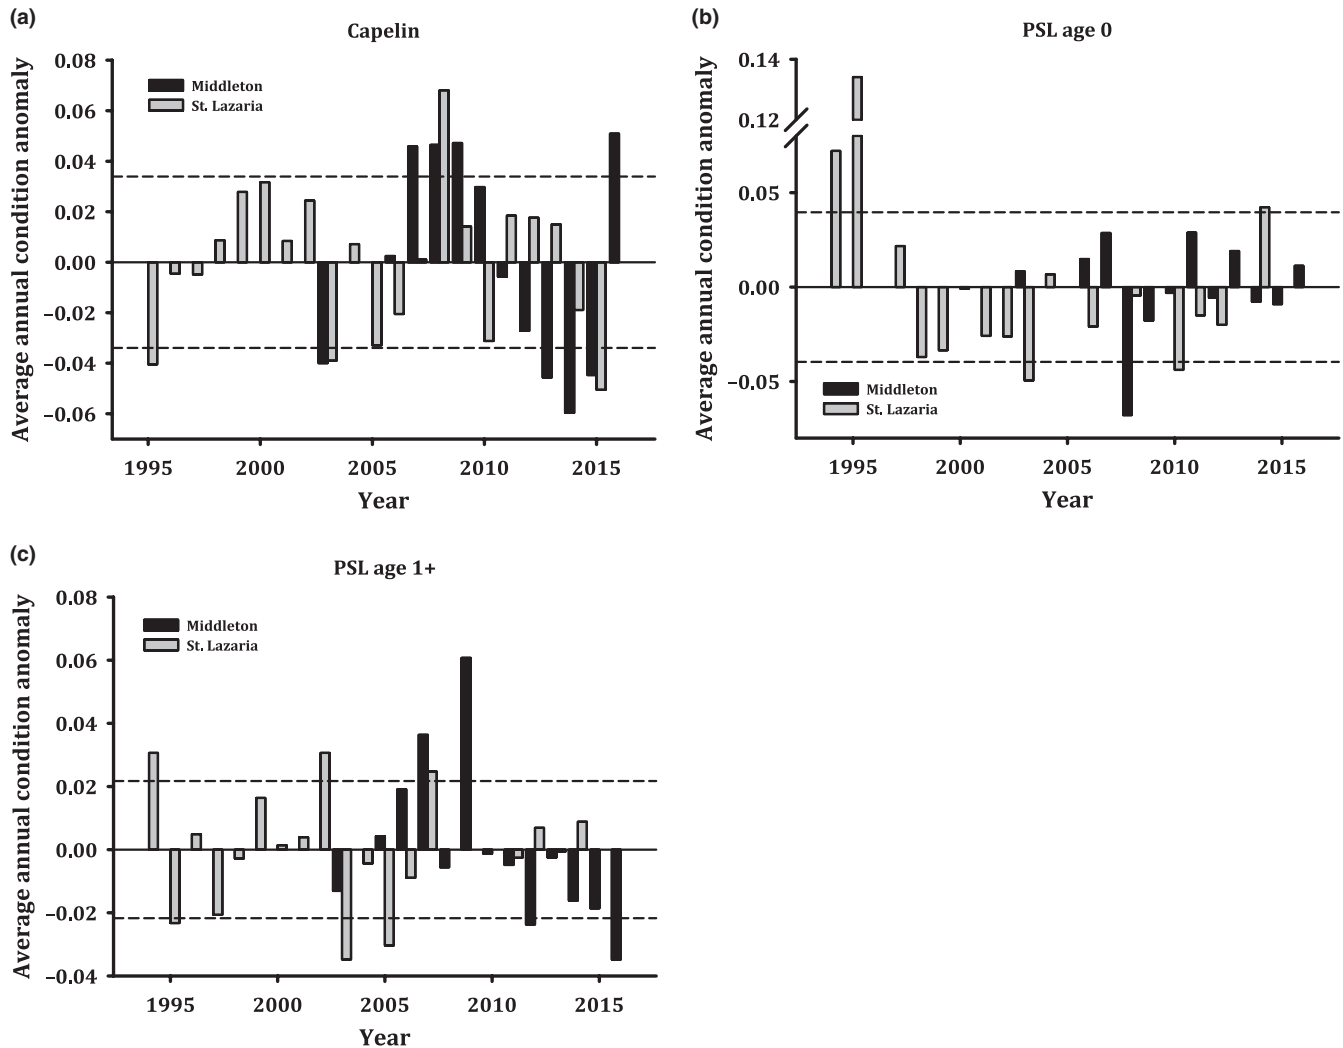 (a)
Capelin
Average annual condition anomaly
0.08
0.06
0.04
0.02
0.00
−0.02
−0.04
−0.06
Middleton
St. Lazaria
1995 2000 2005 2010 2015
Year
(b)
PSL age 0
Average annual condition anomaly
0.14
0.12
0.05
0.00
−0.05
Middleton
St. Lazaria
1995 2000 2005 2010 2015
Year
(c)
PSL age 1+
Average annual condition anomaly
0.08
0.06
0.04
0.02
0.00
−0.02
−0.04
Middleton
St. Lazaria
1995 2000 2005 2010 2015
Year